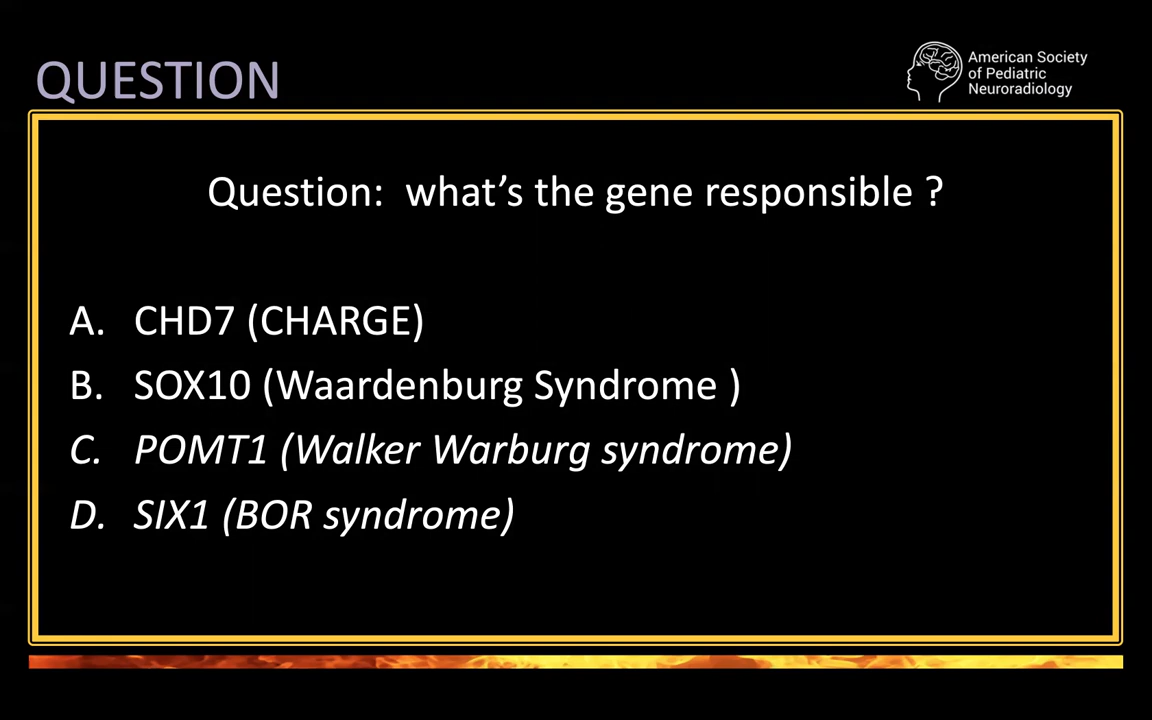 QUESTION
American Society
of Pediatric
Neuroradiology
Question: what’s the gene responsible ?
A. CHD7 (CHARGE)
B. SOX10 (Waardenburg Syndrome )
C. POMT1 (Walker Warburg syndrome)
D. SIX1 (BOR syndrome)